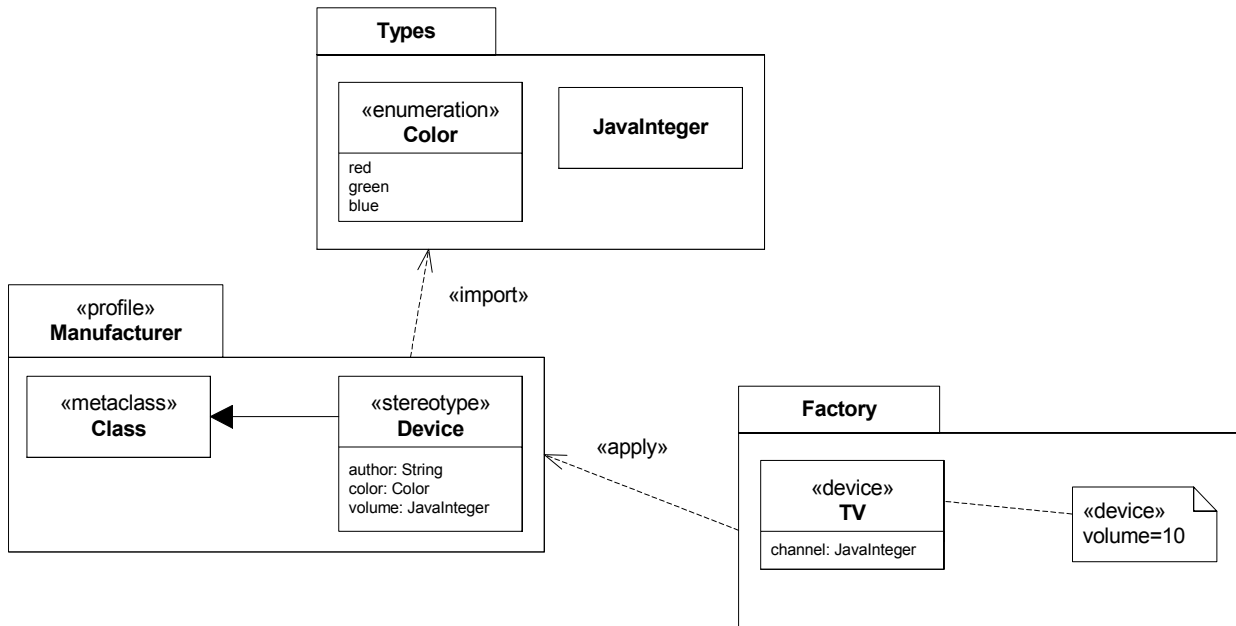 Types
«enumeration»
Color
red
green
blue
JavaInteger
«import»
«profile»
Manufacturer
«metaclass»
Class
«stereotype»
Device
author: String
color: Color
volume: JavaInteger
«apply»
Factory
«device»
TV
channel: JavaInteger
«device»
volume=10